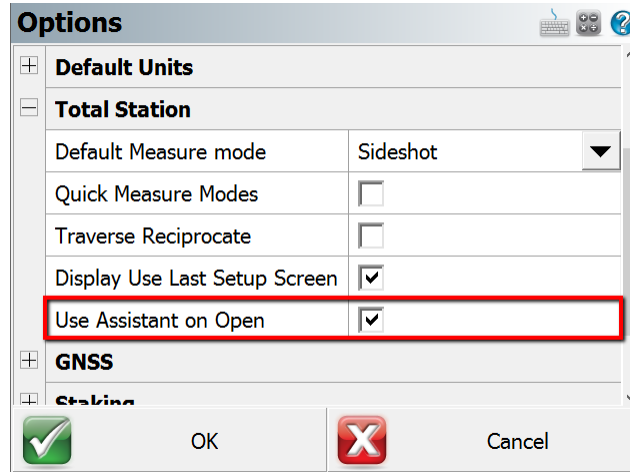 Options
Default Units
Total Station
Default Measure mode Sideshot
Quick Measure Modes
Traverse Reciprocate
Display Use Last Setup Screen
Use Assistant on Open
GNSS
Staking
OK Cancel